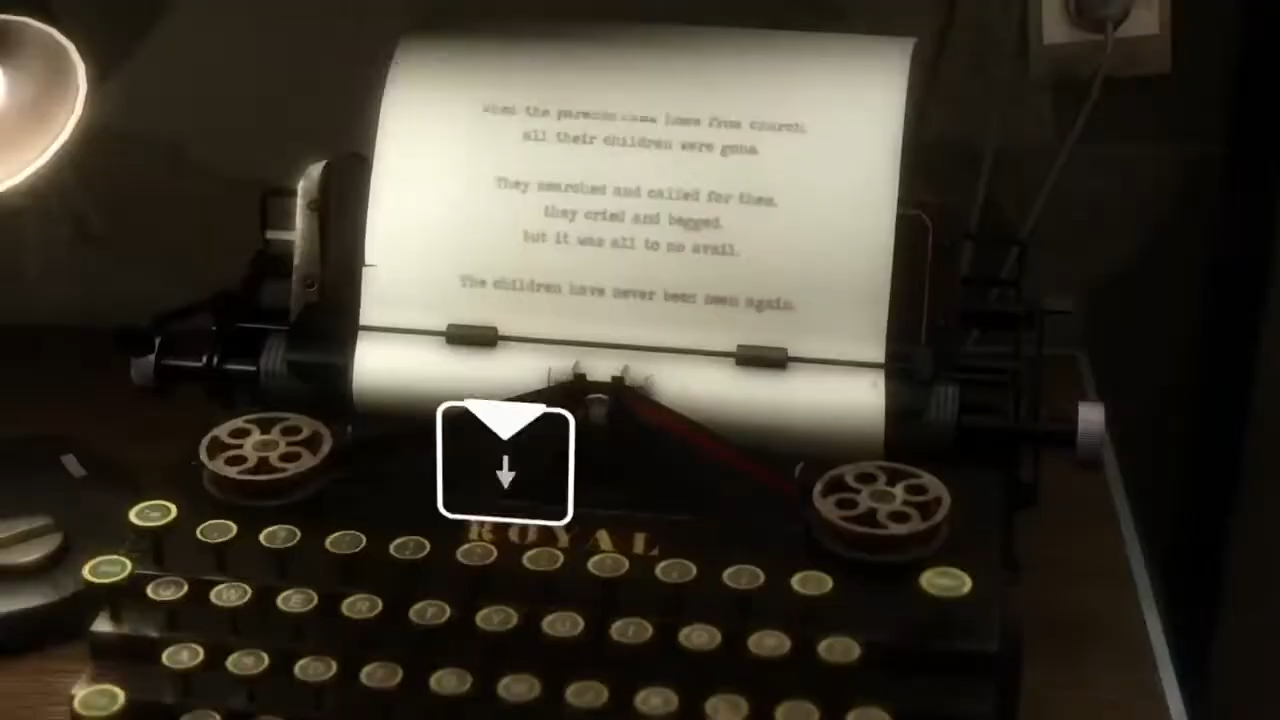 When the parents came home from church,
all their children were gone.
They searched and called for them,
they cried and begged,
but it was all to no avail.
The children have never been seen again.
ROYAL
Q W E R T Y U I O
A S D